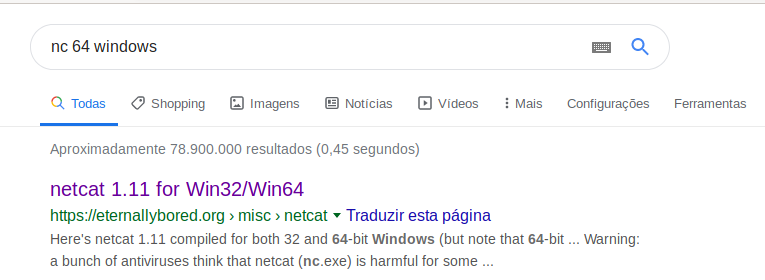 nc 64 windows
Todas Shopping Imagens Notícias Vídeos Mais Configurações Ferramentas
Aproximadamente 78.900.000 resultados (0,45 segundos)
netcat 1.11 for Win32/Win64
https://eternallybored.org › misc › netcat Traduzir esta página
Here's netcat 1.11 compiled for both 32 and 64-bit Windows (but note that 64-bit ... Warning:
a bunch of antiviruses think that netcat (nc.exe) is harmful for some ...